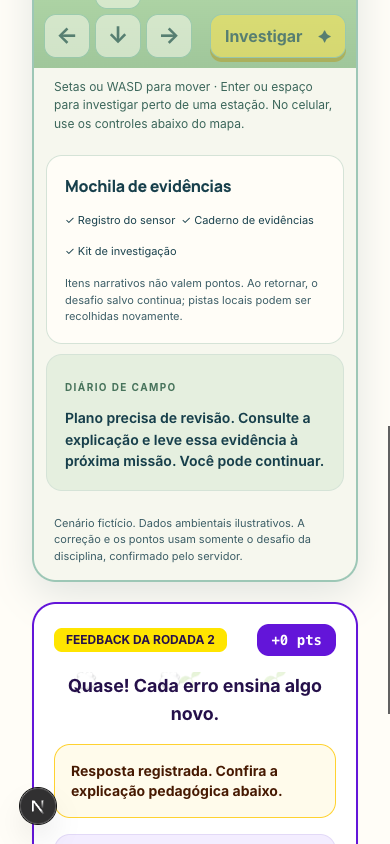 Investigar
Setas ou WASD para mover · Enter ou espaço
para investigar perto de uma estação. No celular,
use os controles abaixo do mapa.
Mochila de evidências
✓ Registro do sensor ✓ Caderno de evidências
✓ Kit de investigação
Itens narrativos não valem pontos. Ao retornar, o
desafio salvo continua; pistas locais podem ser
recolhidas novamente.
DIÁRIO DE CAMPO
Plano precisa de revisão. Consulte a
explicação e leve essa evidência à
próxima missão. Você pode continuar.
Cenário fictício. Dados ambientais ilustrativos. A
correção e os pontos usam somente o desafio da
disciplina, confirmado pelo servidor.
FEEDBACK DA RODADA 2
+0 pts
Quase! Cada erro ensina algo
novo.
Resposta registrada. Confira a
explicação pedagógica abaixo.
N